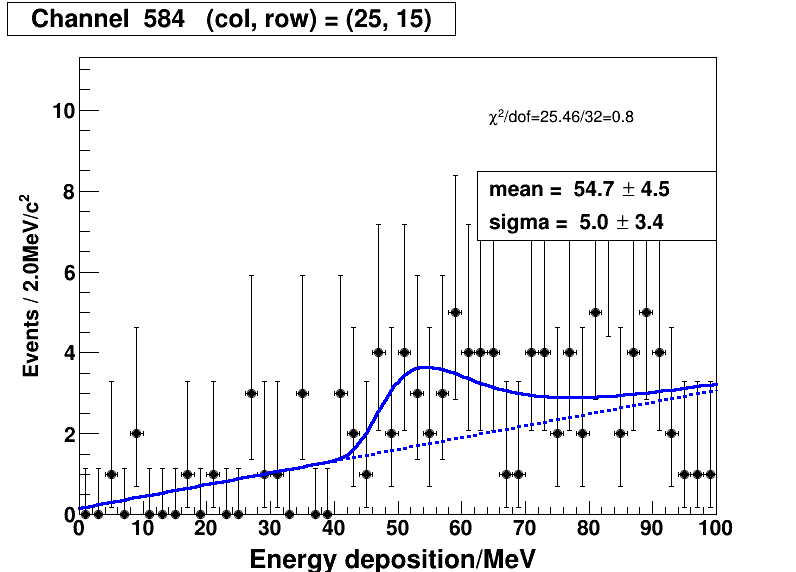 Channel 584 (col, row) = (25, 15)
χ²/dof=25.46/32=0.8
mean = 54.7 ± 4.5
sigma = 5.0 ± 3.4
Events / 2.0MeV/c²
10
8
6
4
2
0
0 10 20 30 40 50 60 70 80 90 100
Energy deposition/MeV